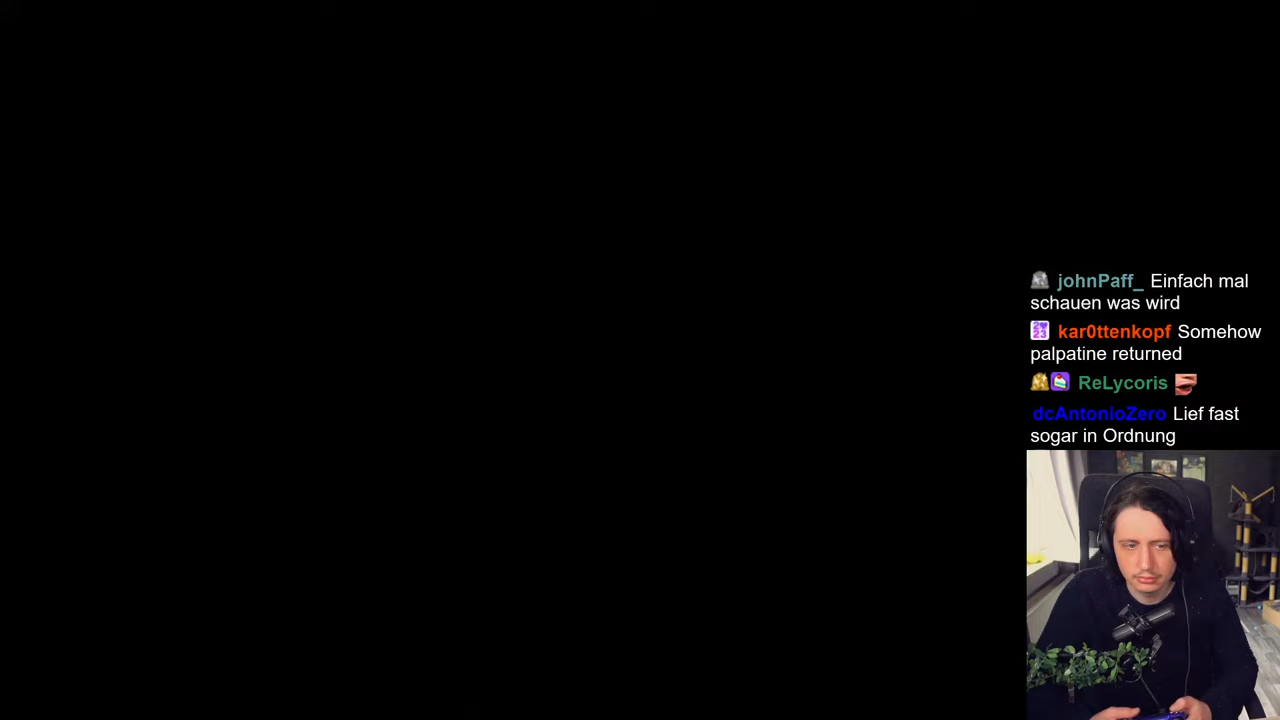 johnPaff_ Einfach mal
schauen was wird
kar0ttenkopf Somehow
palpatine returned
ReLycoris
dcAntonioZero Lief fast
sogar in Ordnung